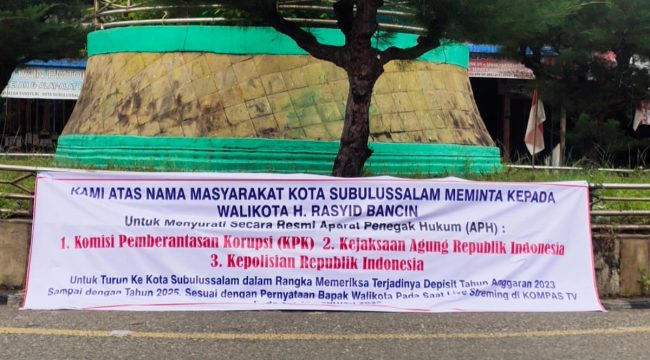 KAMI ATAS NAMA MASYARAKAT KOTA SUBULUSSALAM MEMINTA KEPADA
WALIKOTA H. RASYID BANCIN
Untuk Menyurati Secara Resmi Aparat Penegak Hukum (APH) :
1. Komisi Pemberantasan Korupsi (KPK) 2. Kejaksaan Agung Republik Indonesia
3. Kepolisian Republik Indonesia
Untuk Turun Ke Kota Subulussalam dalam Rangka Memeriksa Terjadinya Depisit Tahun Anggaran 2023
Sampai dengan Tahun 2025, Sesuai dengan Pernyataan Bapak Walikota Pada Saat Live Streming di KOMPAS TV